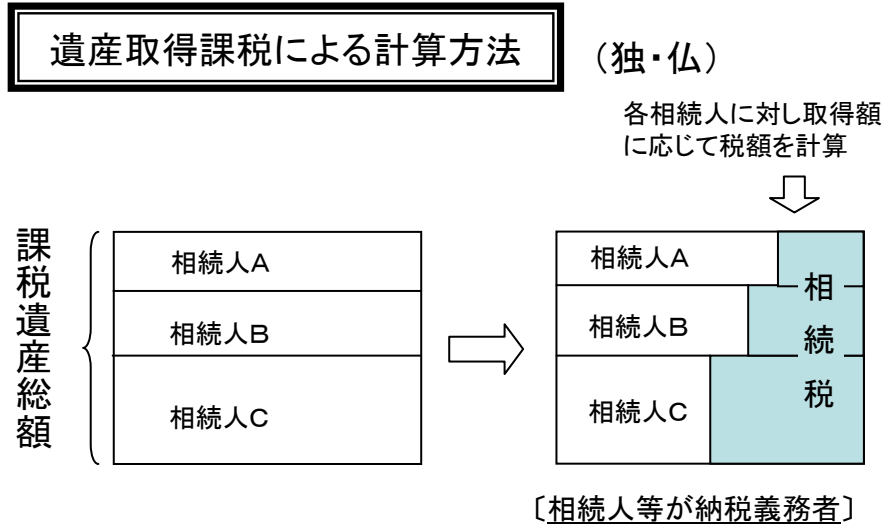 遺産取得課税による計算方法
（独・仏）
各相続人に対し取得額
に応じて税額を計算
課税遺産総額
相続人A
相続人B
相続人C
相続人A
相続人B
相続人C
相続税
〔相続人等が納税義務者〕